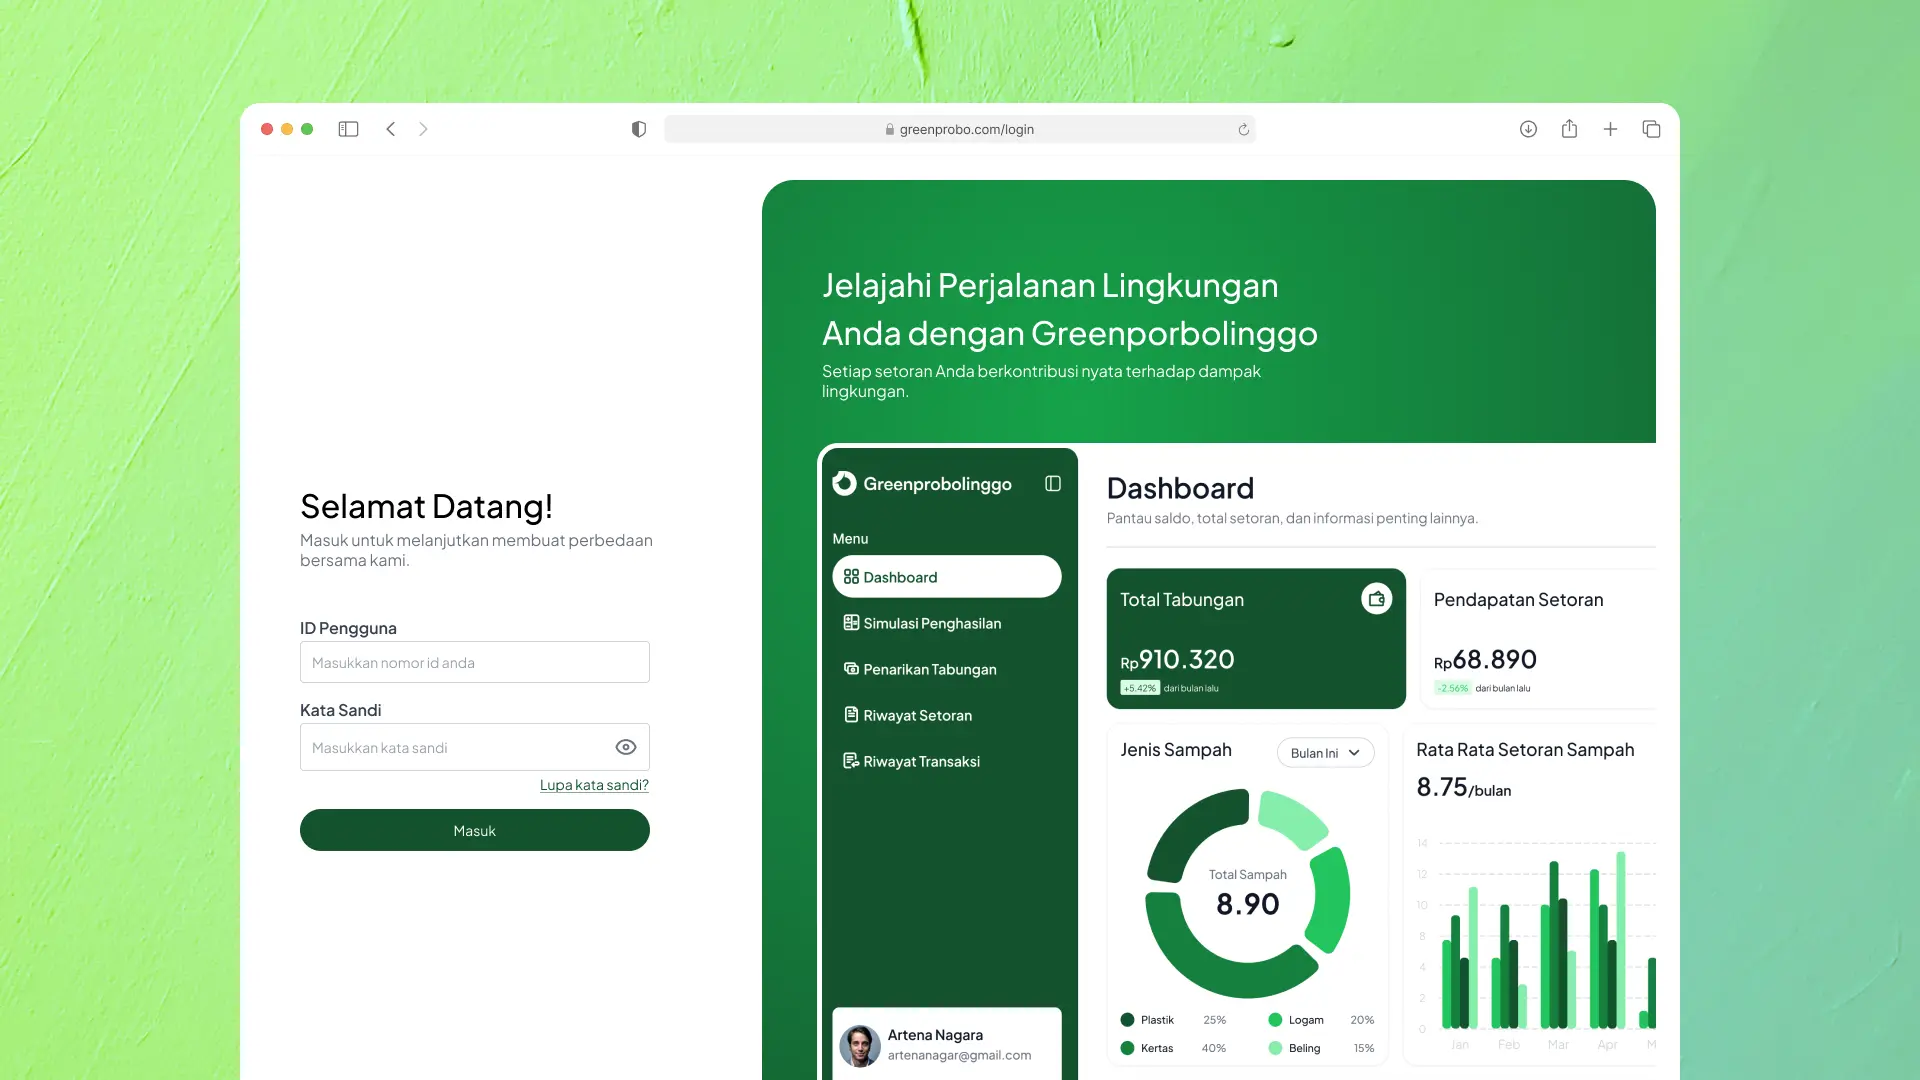 greenprobo.com/login
Selamat Datang!
Masuk untuk melanjutkan membuat perbedaan
bersama kami.
ID Pengguna
Masukkan nomor id anda
Kata Sandi
Masukkan kata sandi
Lupa kata sandi?
Masuk
Jelajahi Perjalanan Lingkungan
Anda dengan Greenporbolinggo
Setiap setoran Anda berkontribusi nyata terhadap dampak
lingkungan.
Greenprobolinggo
Menu
Dashboard
Simulasi Penghasilan
Penarikan Tabungan
Riwayat Setoran
Riwayat Transaksi
Artena Nagara
artenanagar@gmail.com
Dashboard
Pantau saldo, total setoran, dan informasi penting lainnya.
Total Tabungan
Rp910.320
+5.42% dari bulan lalu
Pendapatan Setoran
Rp68.890
-2.56% dari bulan lalu
Jenis Sampah
Bulan Ini
Total Sampah
8.90
Plastik 25%
Logam 20%
Kertas 40%
Beling 15%
Rata Rata Setoran Sampah
8.75/bulan
14
12
10
8
4
2
0
Jan Feb Mar Apr M